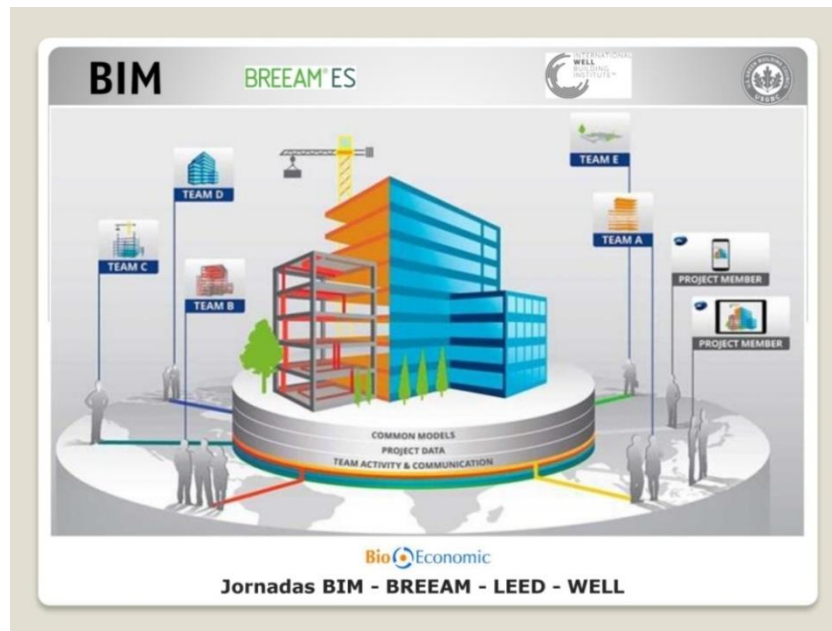 BIM
BREEAM® ES
INTERNATIONAL
WELL
BUILDING
INSTITUTE™
USGBC
TEAM D
TEAM E
TEAM C
TEAM A
TEAM B
PROJECT MEMBER
PROJECT MEMBER
COMMON MODELS
PROJECT DATA
TEAM ACTIVITY & COMMUNICATION
BioEconomic
Jornadas BIM - BREEAM - LEED - WELL